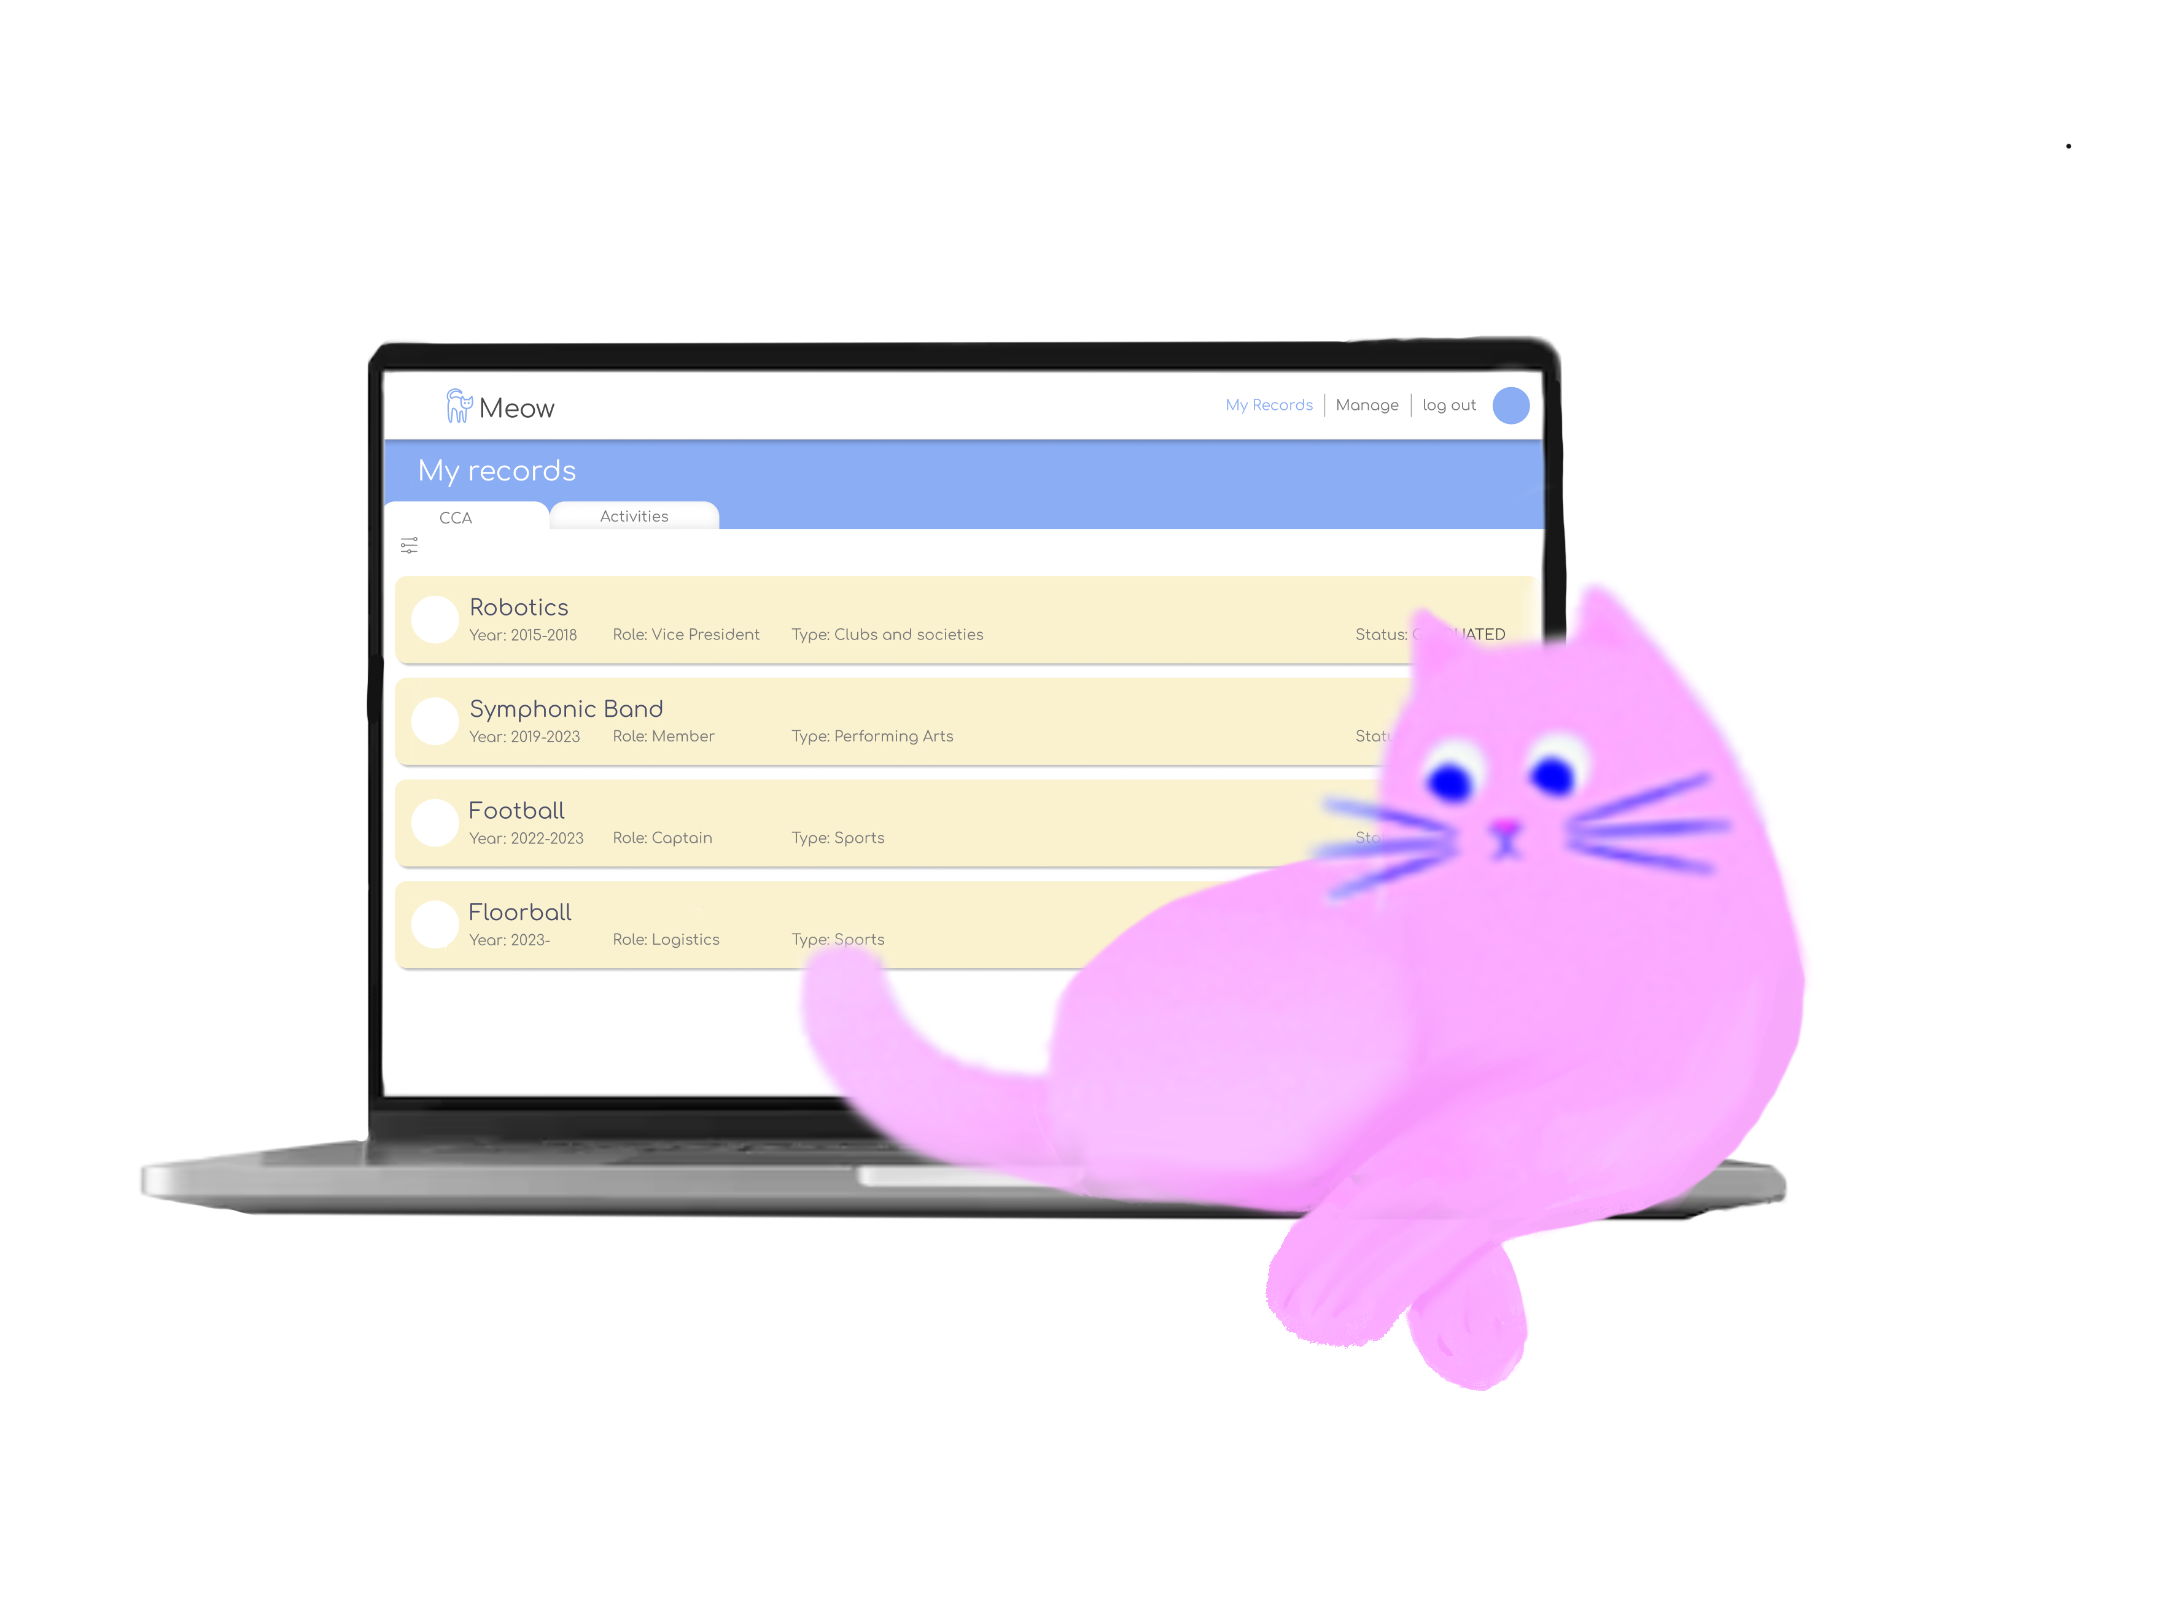 Meow
My Records Manage log out
My records
CCA Activities
Robotics
Year: 2015-2018 Role: Vice President Type: Clubs and societies Status:
Symphonic Band
Year: 2019-2023 Role: Member Type: Performing Arts
Football
Year: 2022-2023 Role: Captain Type: Sports
Floorball
Year: 2023- Role: Logistics Type: Sports